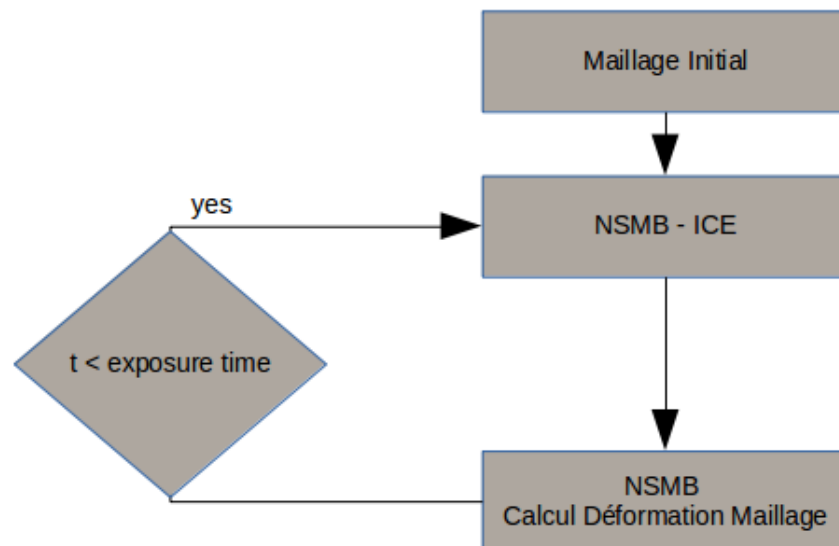 Maillage Initial
yes
NSMB - ICE
t < exposure time
NSMB
Calcul Déformation Maillage